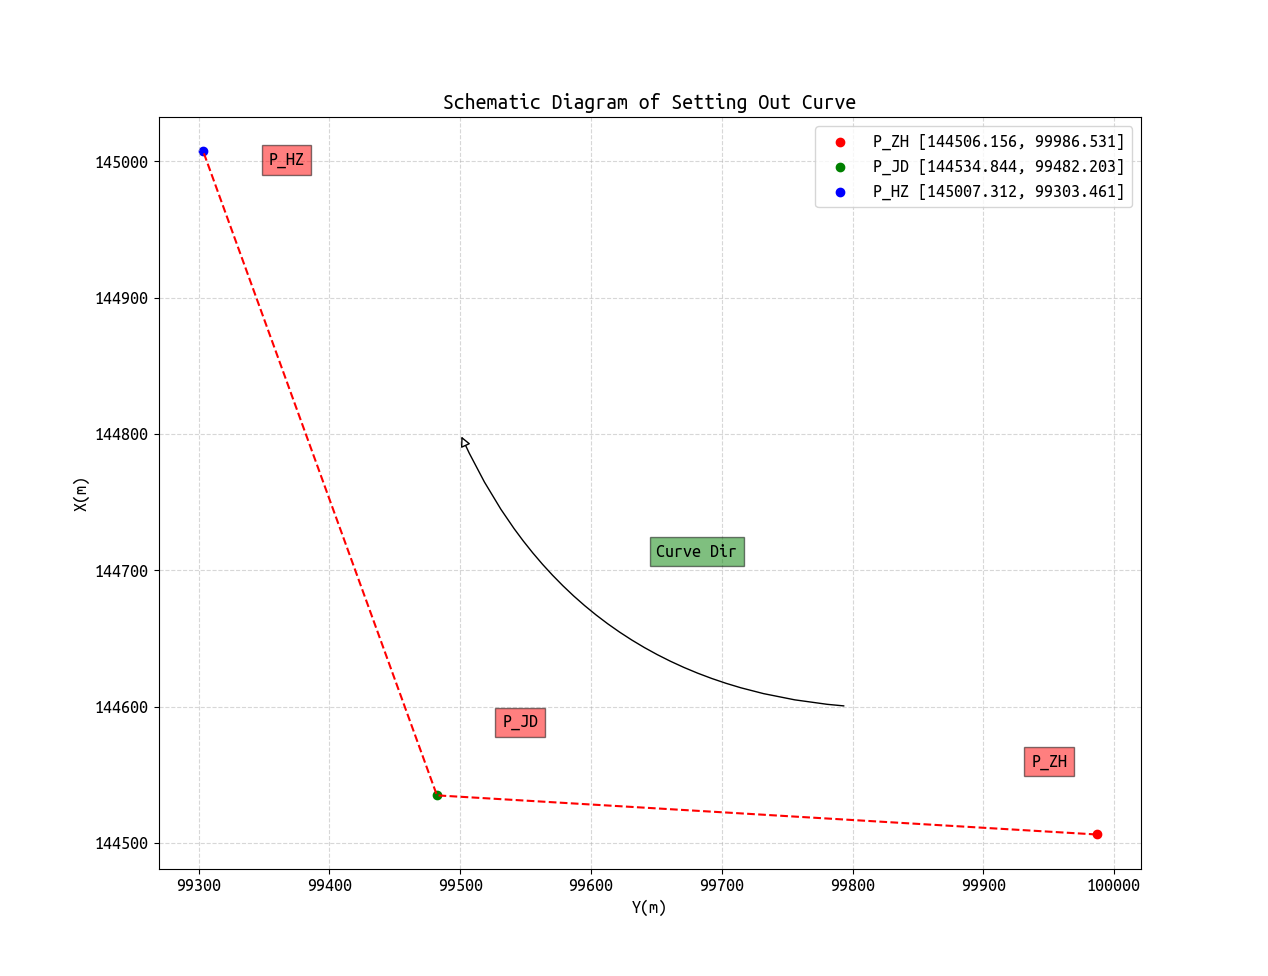 Schematic Diagram of Setting Out Curve
P_ZH [144506.156, 99986.531]
P_JD [144534.844, 99482.203]
P_HZ [145007.312, 99303.461]
P_HZ
Curve Dir
P_JD
P_ZH
145000
144900
144800
144700
144600
144500
X(m)
99300 99400 99500 99600 99700 99800 99900 100000
Y(m)